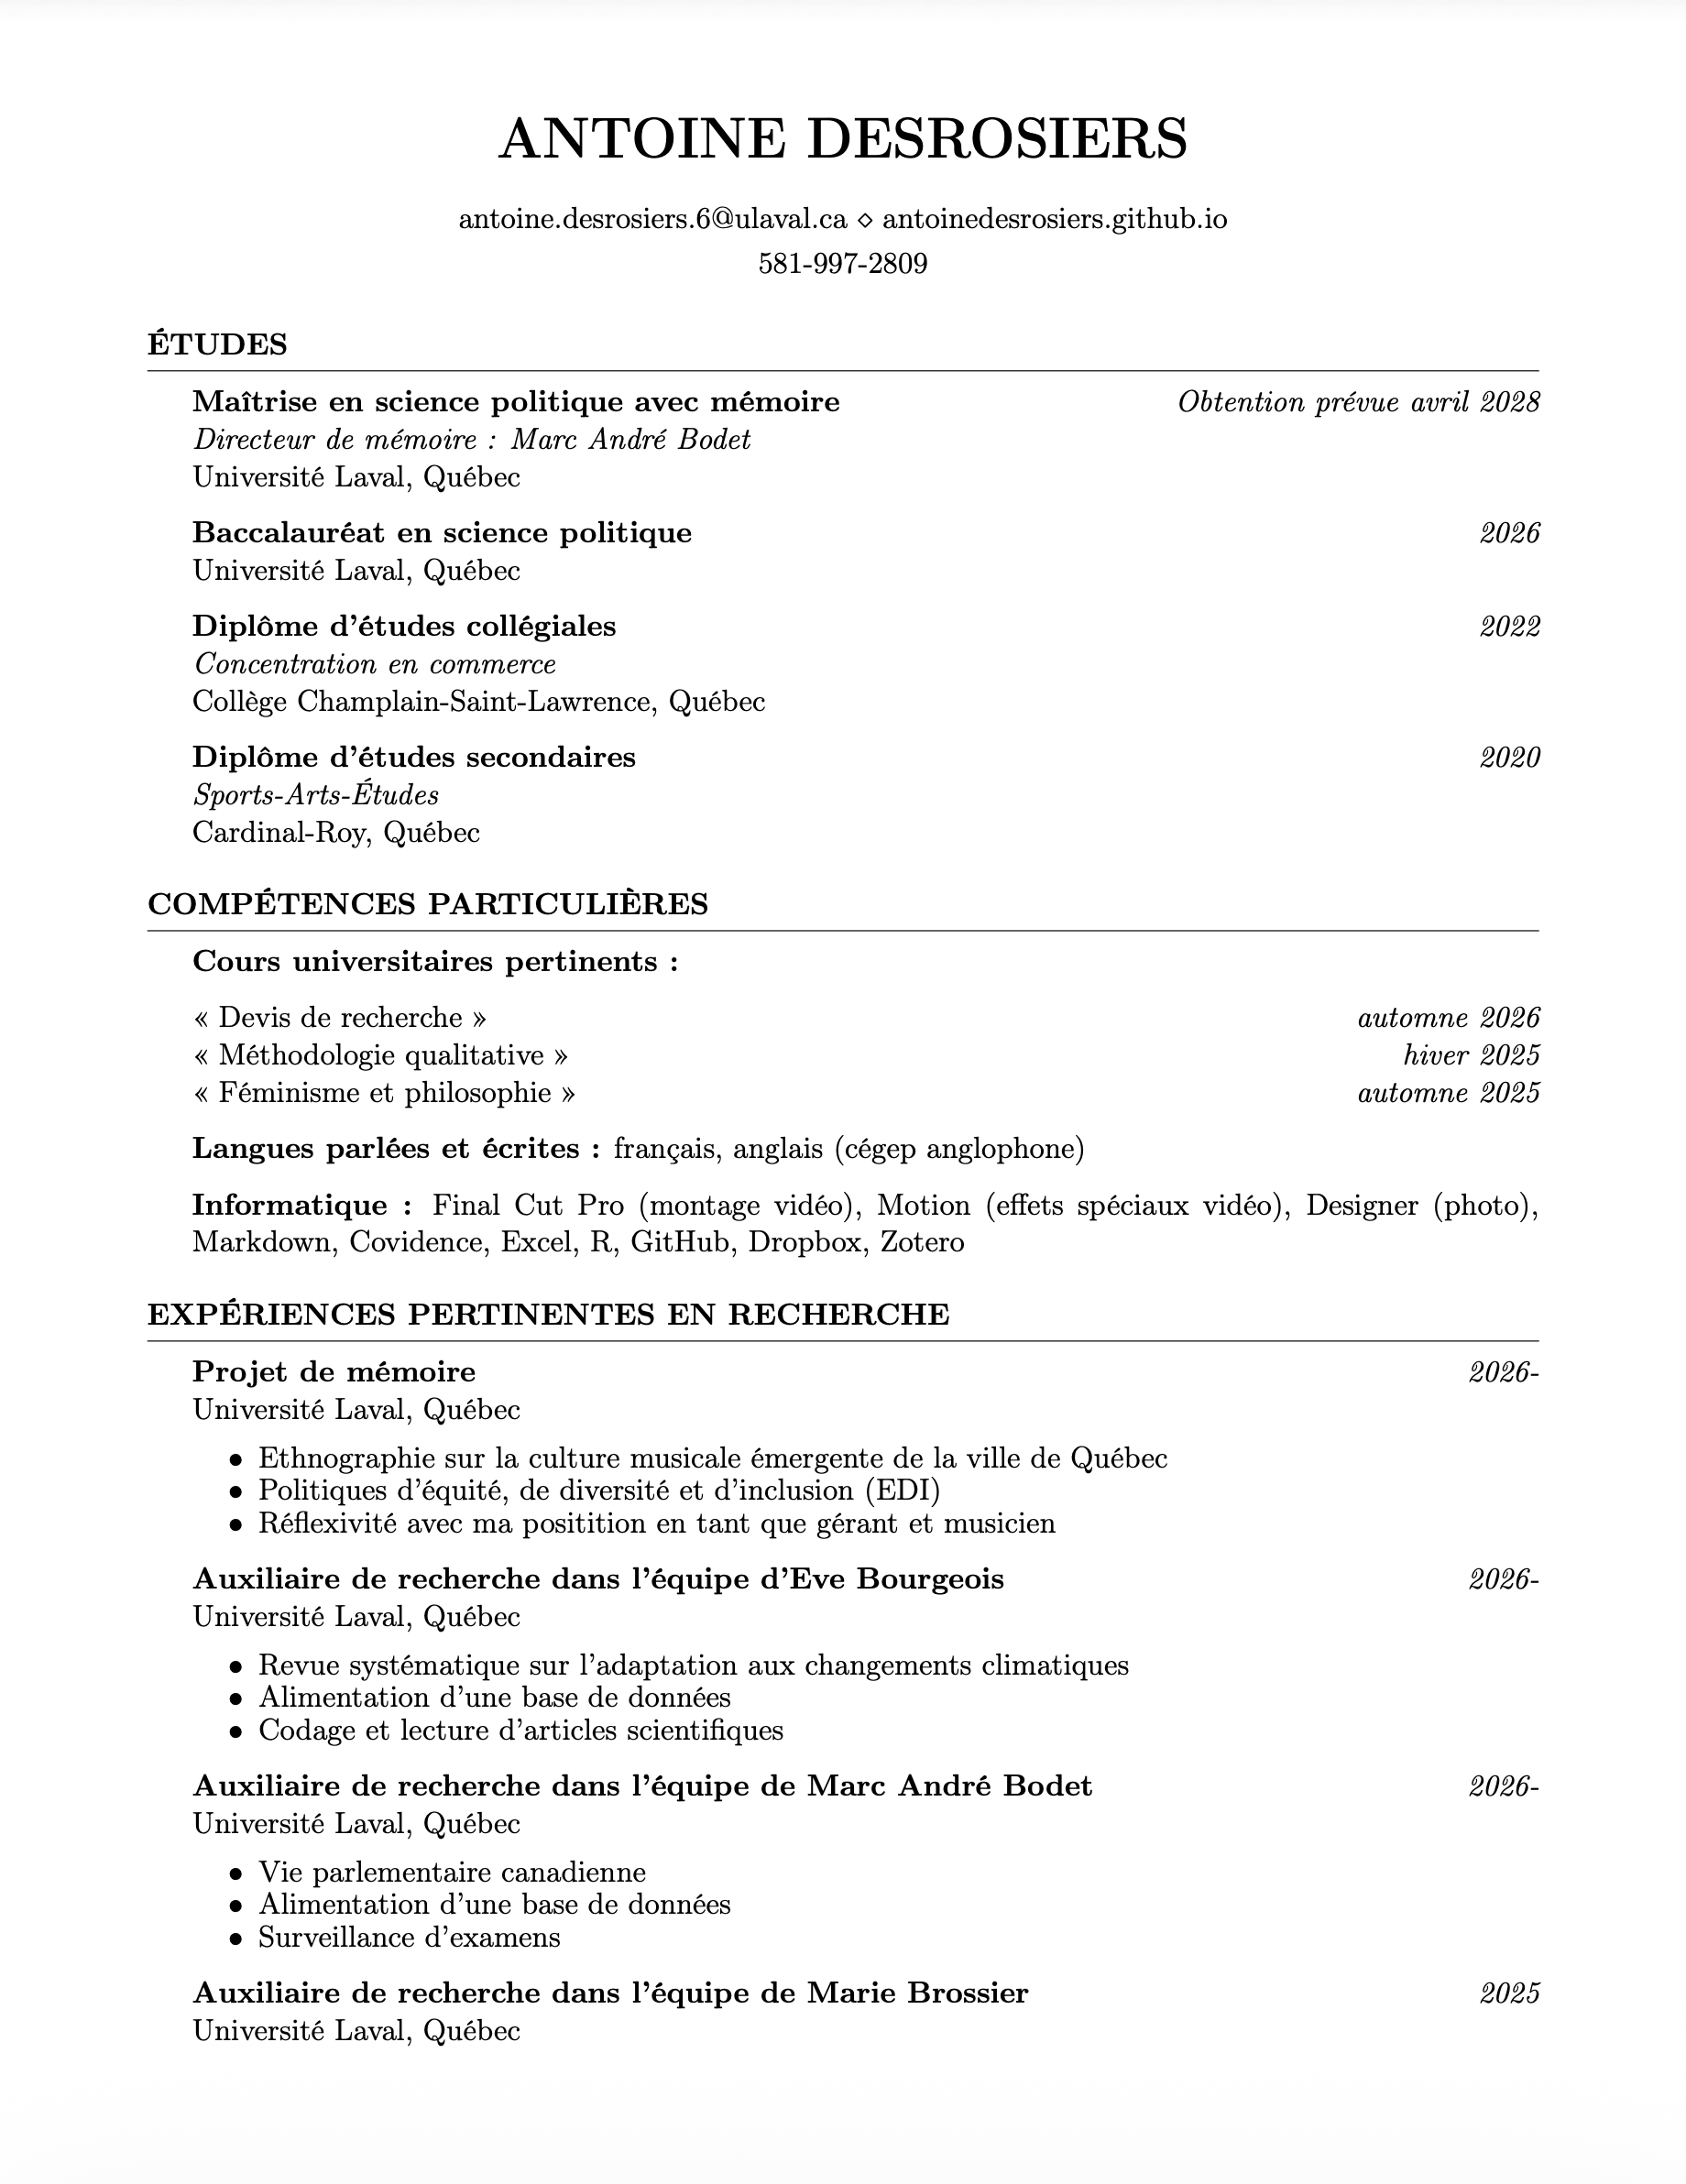 ANTOINE DESROSIERS
antoine.desrosiers.6@ulaval.ca ⋄ antoinedesrosiers.github.io
581-997-2809
ÉTUDES
Maîtrise en science politique avec mémoire Obtention prévue avril 2028
Directeur de mémoire : Marc André Bodet
Université Laval, Québec
Baccalauréat en science politique 2026
Université Laval, Québec
Diplôme d'études collégiales 2022
Concentration en commerce
Collège Champlain-Saint-Lawrence, Québec
Diplôme d'études secondaires 2020
Sports-Arts-Études
Cardinal-Roy, Québec
COMPÉTENCES PARTICULIÈRES
Cours universitaires pertinents :
« Devis de recherche » automne 2026
« Méthodologie qualitative » hiver 2025
« Féminisme et philosophie » automne 2025
Langues parlées et écrites : français, anglais (cégep anglophone)
Informatique : Final Cut Pro (montage vidéo), Motion (effets spéciaux vidéo), Designer (photo),
Markdown, Covidence, Excel, R, GitHub, Dropbox, Zotero
EXPÉRIENCES PERTINENTES EN RECHERCHE
Projet de mémoire 2026-
Université Laval, Québec
• Ethnographie sur la culture musicale émergente de la ville de Québec
• Politiques d'équité, de diversité et d'inclusion (EDI)
• Réflexivité avec ma positition en tant que gérant et musicien
Auxiliaire de recherche dans l'équipe d'Eve Bourgeois 2026-
Université Laval, Québec
• Revue systématique sur l'adaptation aux changements climatiques
• Alimentation d'une base de données
• Codage et lecture d'articles scientifiques
Auxiliaire de recherche dans l'équipe de Marc André Bodet 2026-
Université Laval, Québec
• Vie parlementaire canadienne
• Alimentation d'une base de données
• Surveillance d'examens
Auxiliaire de recherche dans l'équipe de Marie Brossier 2025
Université Laval, Québec